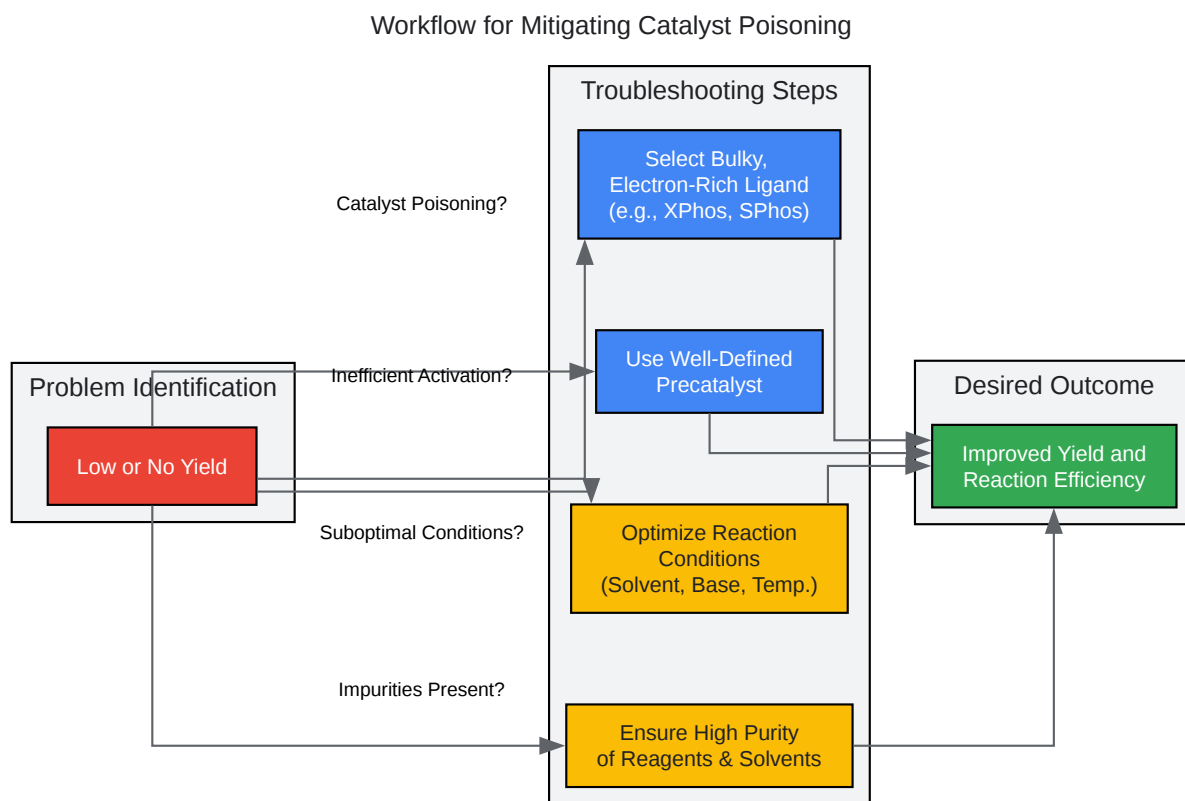 Workflow for Mitigating Catalyst Poisoning
Troubleshooting Steps
Select Bulky,
Electron-Rich Ligand
(e.g., XPhos, SPhos)
Catalyst Poisoning?
Use Well-Defined
Precatalyst
Inefficient Activation?
Problem Identification
Low or No Yield
Desired Outcome
Improved Yield and
Reaction Efficiency
Suboptimal Conditions?
Optimize Reaction
Conditions
(Solvent, Base, Temp.)
Impurities Present?
Ensure High Purity
of Reagents & Solvents